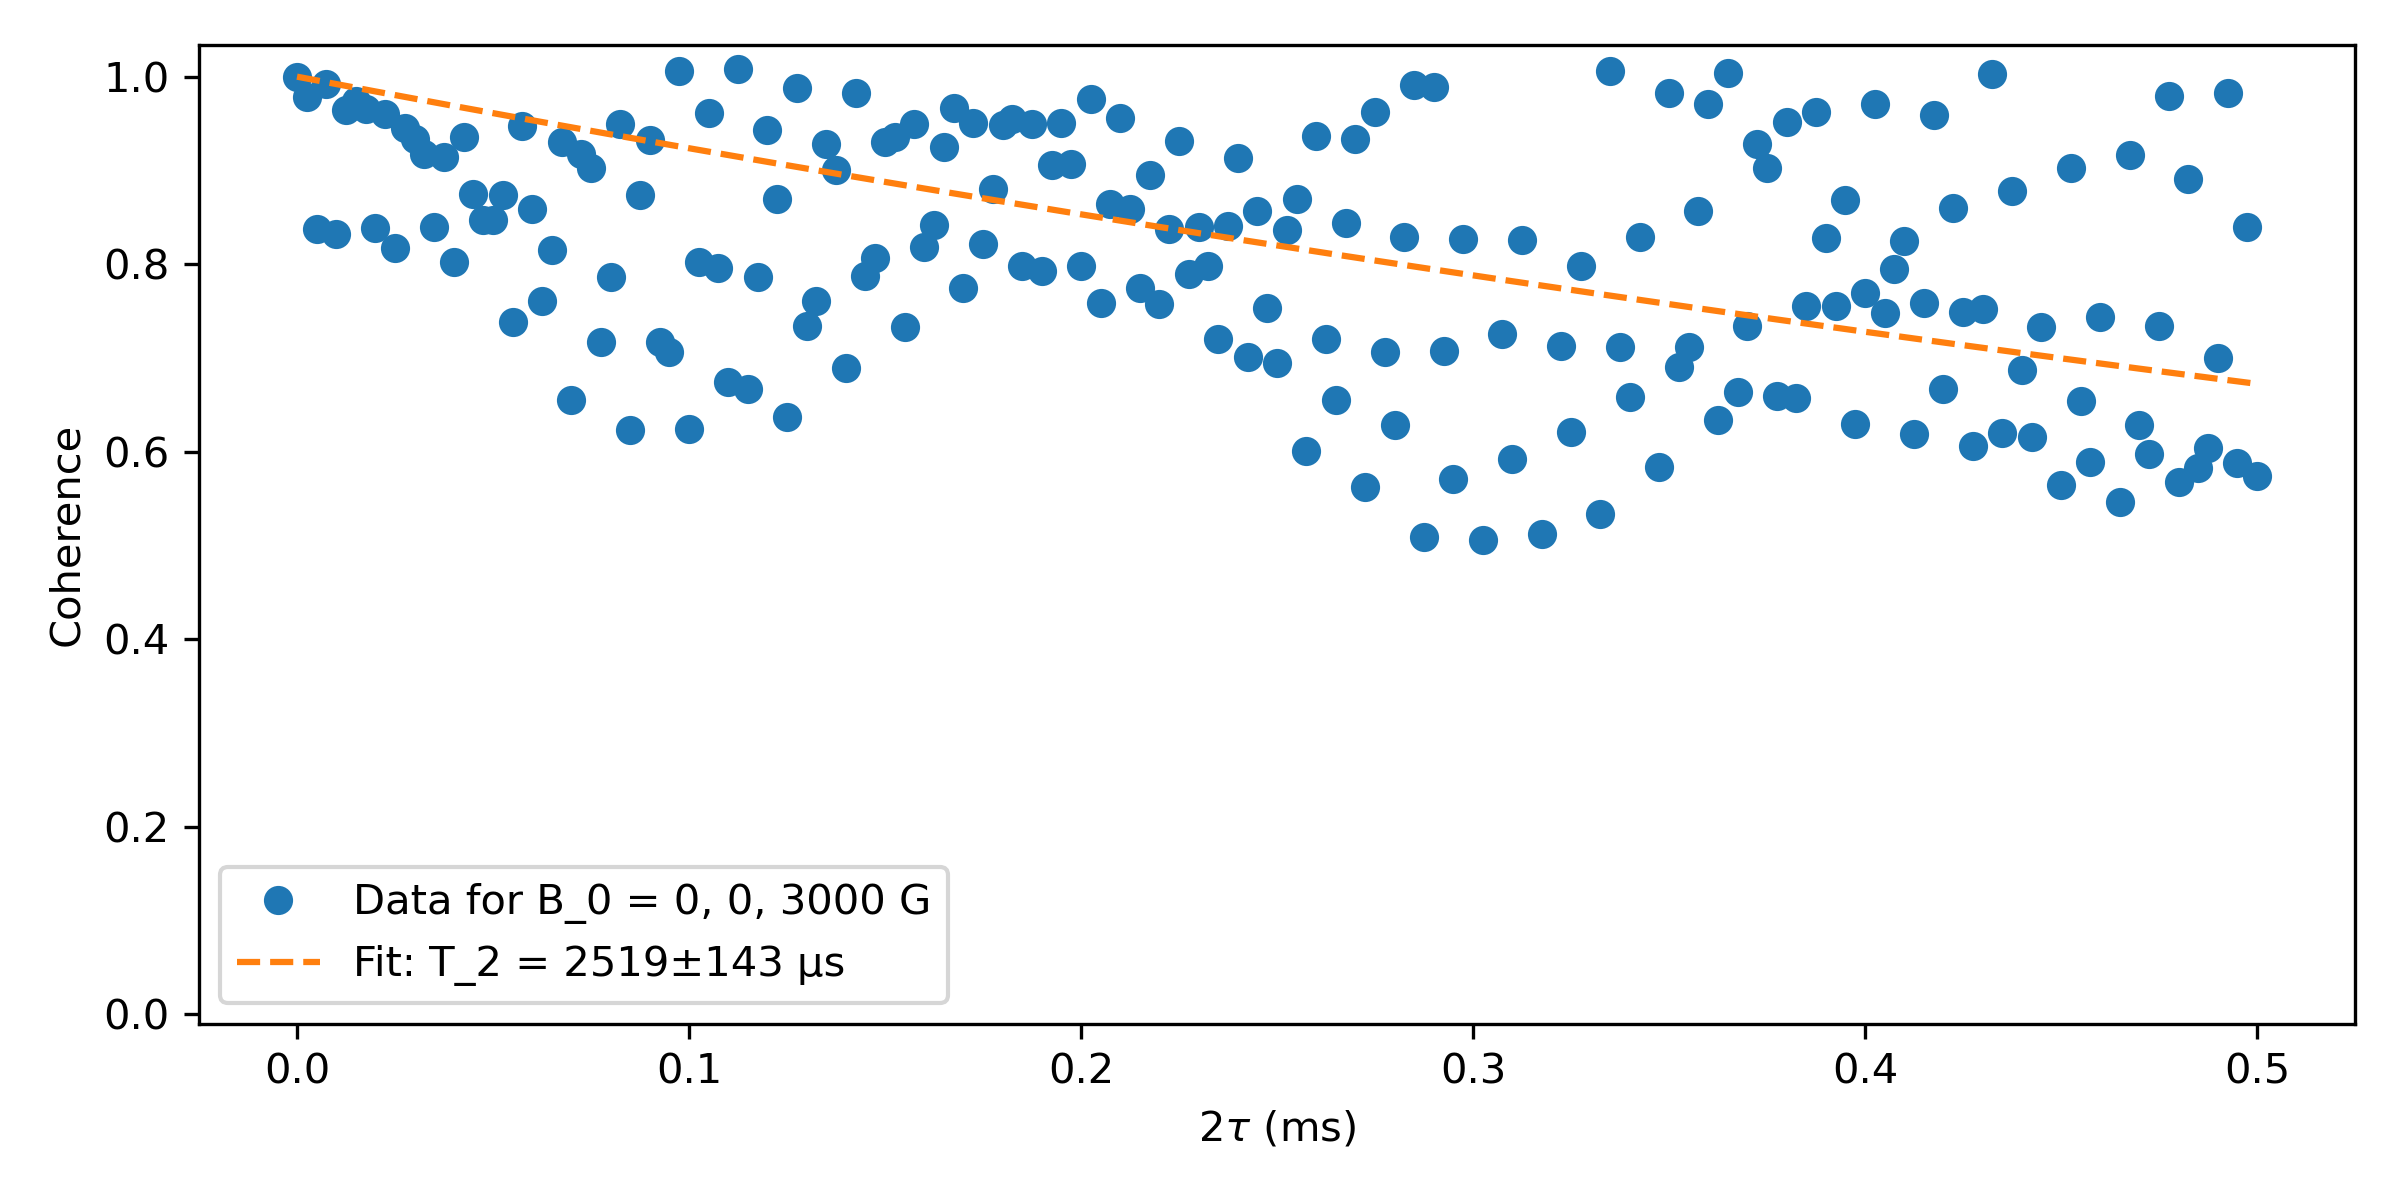 1.0
0.8
0.6
0.4
0.2
0.0
Coherence
Data for B_0 = 0, 0, 3000 G
Fit: T_2 = 2519±143 µs
0.0 0.1 0.2 0.3 0.4 0.5
2τ (ms)